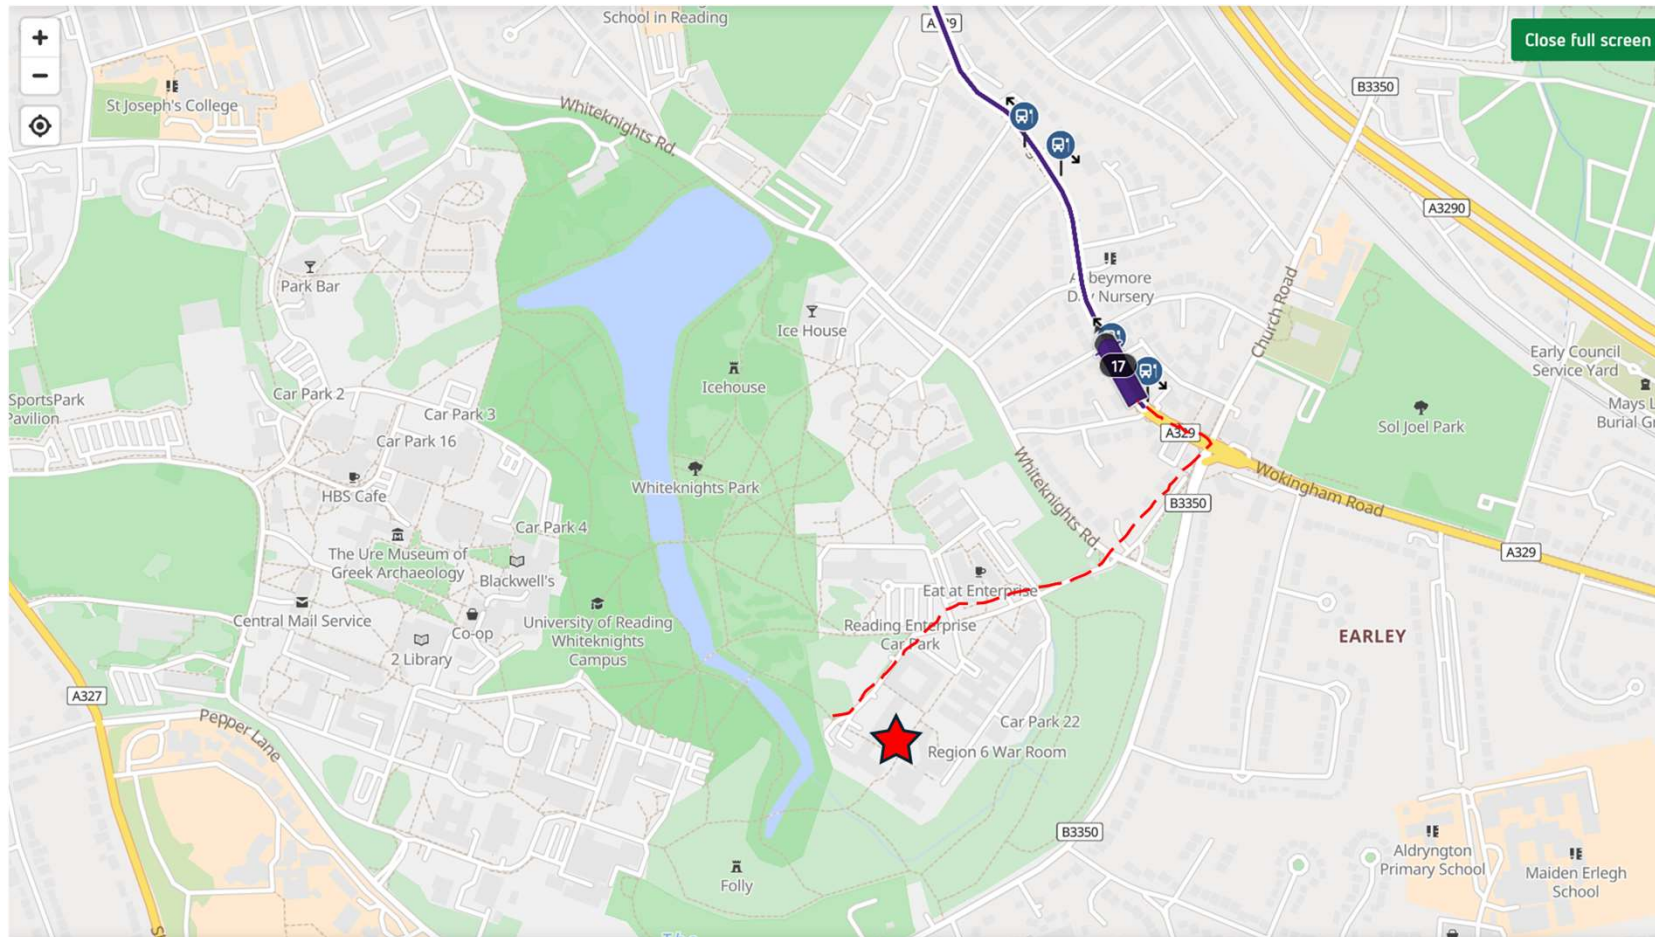 School in Reading
Close full screen
B3350
St Joseph's College
Whiteknights Rd.
A3290
Park Bar
Abbeymore
Day Nursery
Church Road
Ice House
Early Council
Service Yard
17
Icehouse
Car Park 2
SportsPark
Pavilion
Car Park 3
Mays L
Burial Gr
Sol Joel Park
A329
Car Park 16
Wokingham Road
Whiteknights Park
Whiteknights Rd.
HBS Cafe
B3350
Car Park 4
The Ure Museum of
Greek Archaeology
A329
Blackwell's
Eat at Enterprise
Central Mail Service
University of Reading
Whiteknights
Campus
Reading Enterprise
Car Park
Co-op
EARLEY
2 Library
A327
Pepper Lane
Car Park 22
Region 6 War Room
B3350
Aldryngton
Primary School
Maiden Erlegh
School
Folly